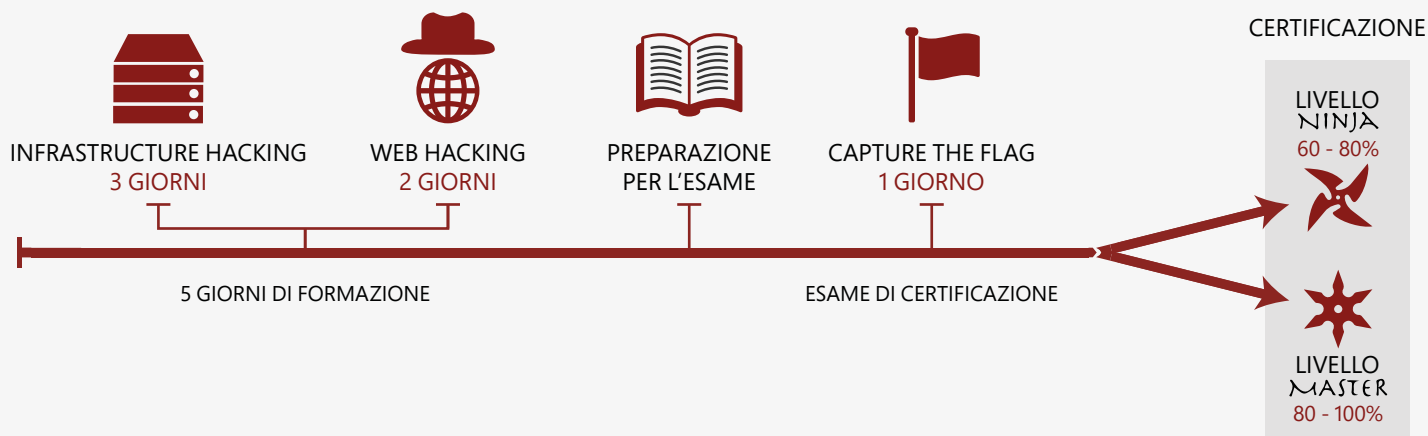 CERTIFICAZIONE
INFRASTRUCTURE HACKING
3 GIORNI
WEB HACKING
2 GIORNI
PREPARAZIONE
PER L'ESAME
CAPTURE THE FLAG
1 GIORNO
5 GIORNI DI FORMAZIONE
ESAME DI CERTIFICAZIONE
LIVELLO
NINJA
60 - 80%
LIVELLO
MASTER
80 - 100%